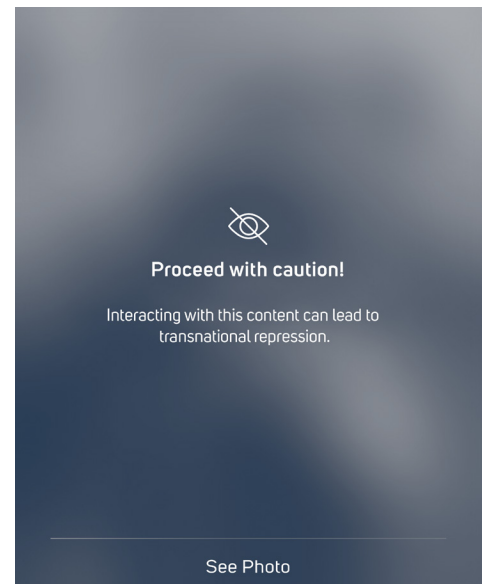 Proceed with caution!
Interacting with this content can lead to
transnational repression.
See Photo